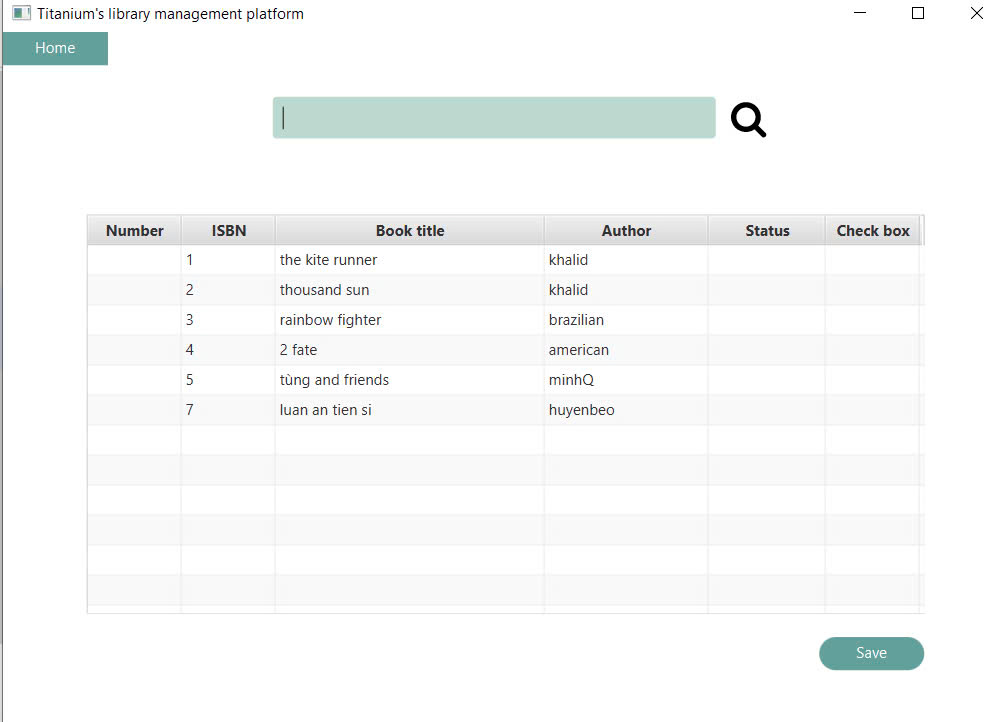 Titanium's library management platform
Home
Number ISBN Book title Author Status Check box
1 the kite runner khalid
2 thousand sun khalid
3 rainbow fighter brazilian
4 2 fate american
5 tùng and friends minhQ
7 luan an tien si huyenbeo
Save